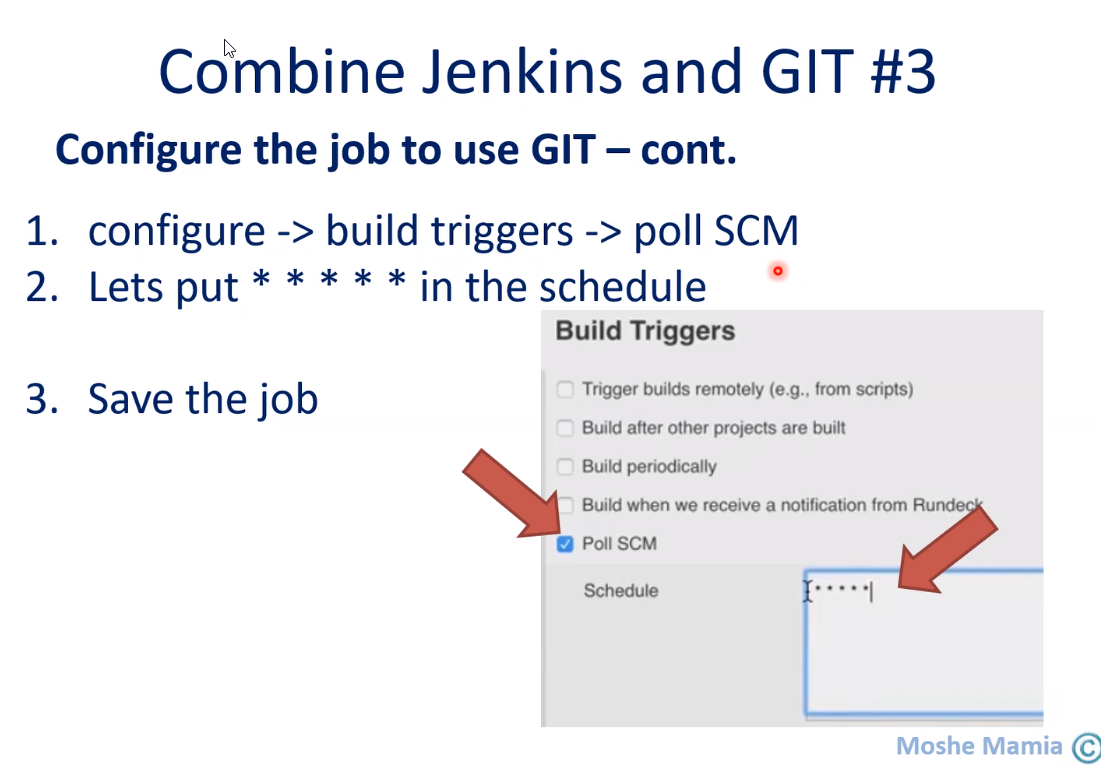 Combine Jenkins and GIT #3
Configure the job to use GIT – cont.
1. configure -> build triggers -> poll SCM
2. Lets put * * * * * in the schedule
3. Save the job
Build Triggers
Trigger builds remotely (e.g., from scripts)
Build after other projects are built
Build periodically
Build when we receive a notification from Rundeck
Poll SCM
Schedule
* * * * *
Moshe Mamia ©